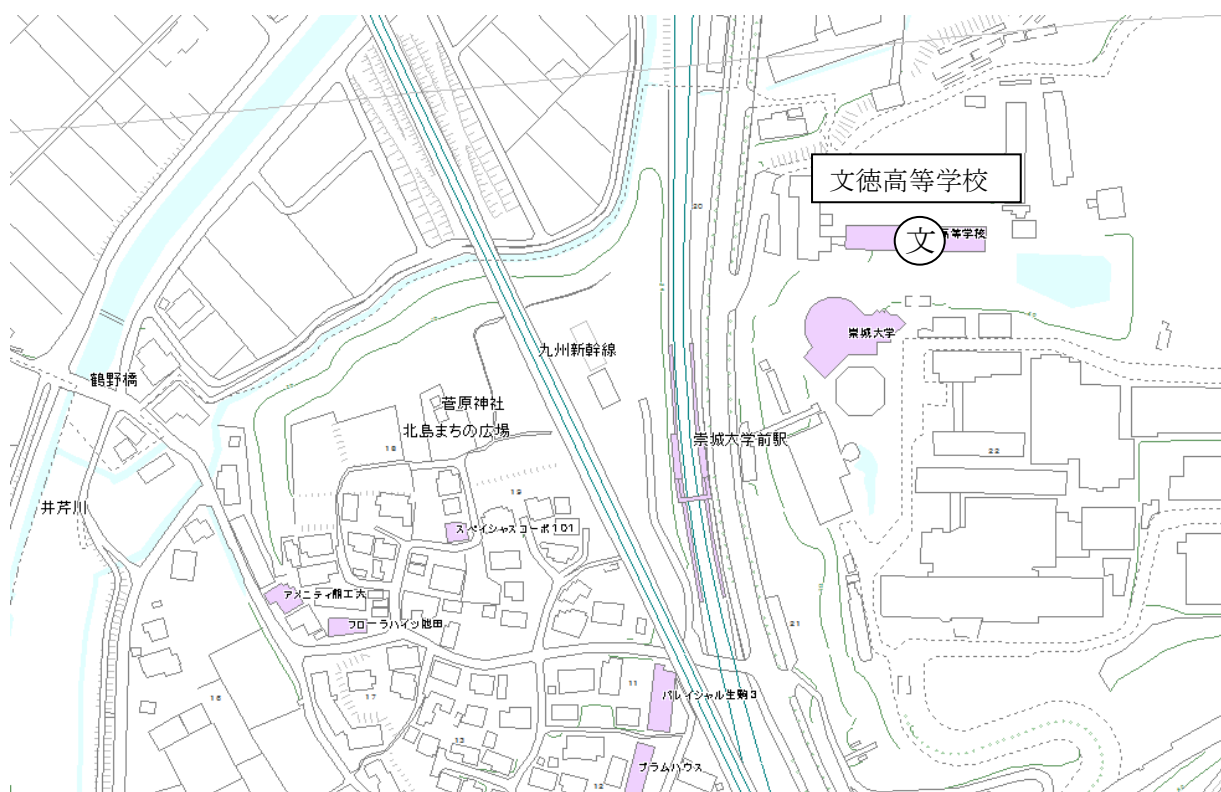 文徳高等学校
20
文
高等学校
崇城大学
九州新幹線
鶴野橋
菅原神社
北島まちの広場
崇城大学前駅
18
22
19
井芹川
スペイシャスコーポ101
アメニティ熊工大
フローラハイツ池田
21
11
パレイシャル生駒3
16
17
13
プラムハウス
12